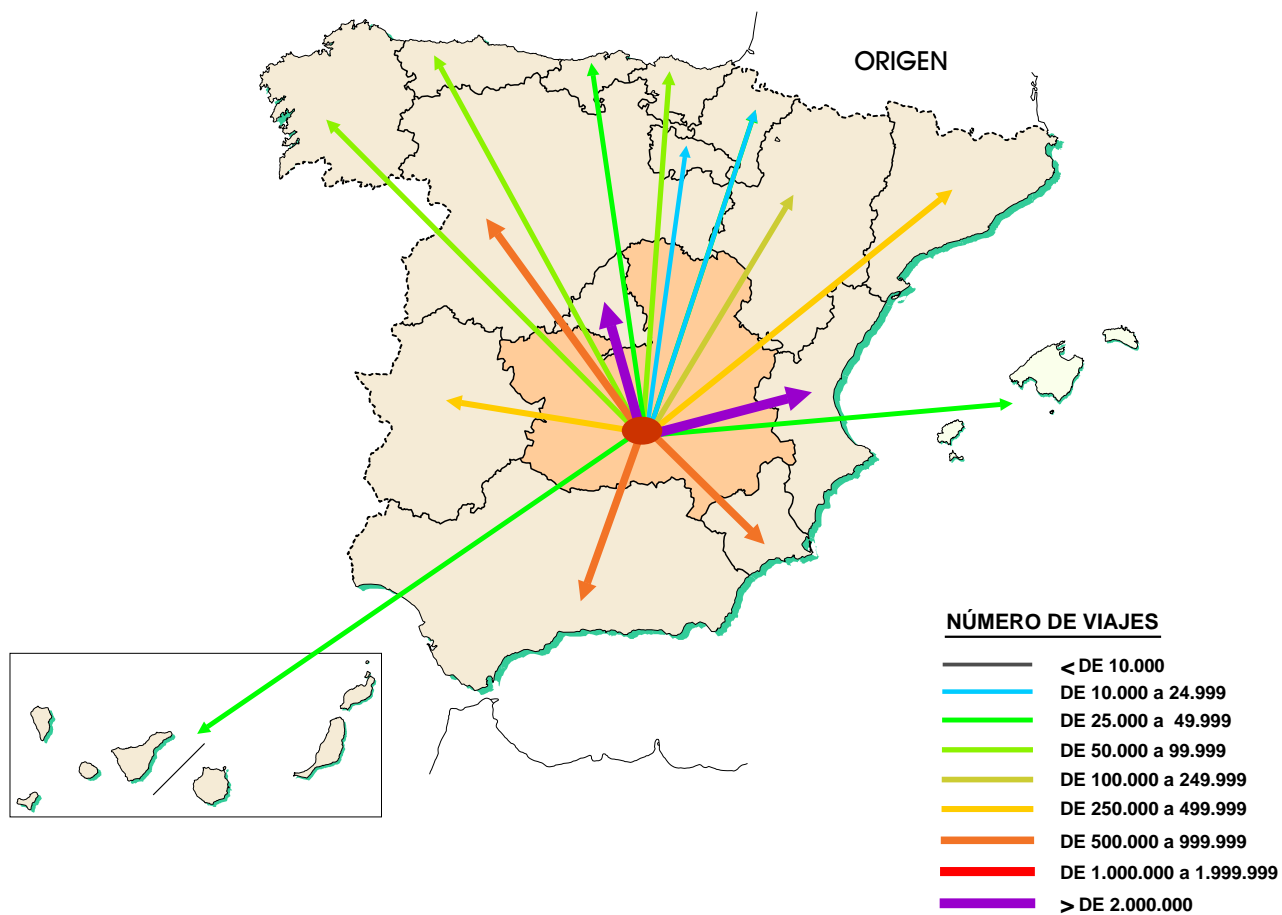 ORIGEN
NÚMERO DE VIAJES
< DE 10.000
DE 10.000 a 24.999
DE 25.000 a 49.999
DE 50.000 a 99.999
DE 100.000 a 249.999
DE 250.000 a 499.999
DE 500.000 a 999.999
DE 1.000.000 a 1.999.999
> DE 2.000.000